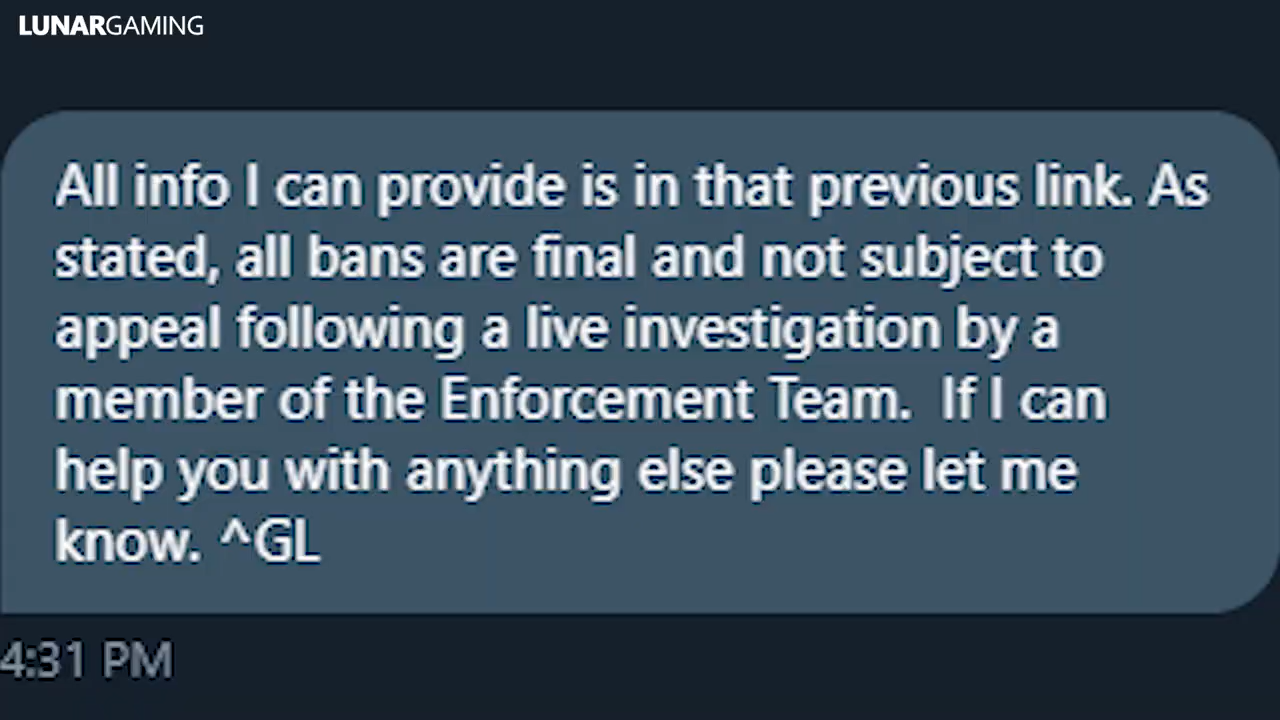 LUNARGAMING
All info I can provide is in that previous link. As
stated, all bans are final and not subject to
appeal following a live investigation by a
member of the Enforcement Team.  If I can
help you with anything else please let me
know. ^GL
4:31 PM